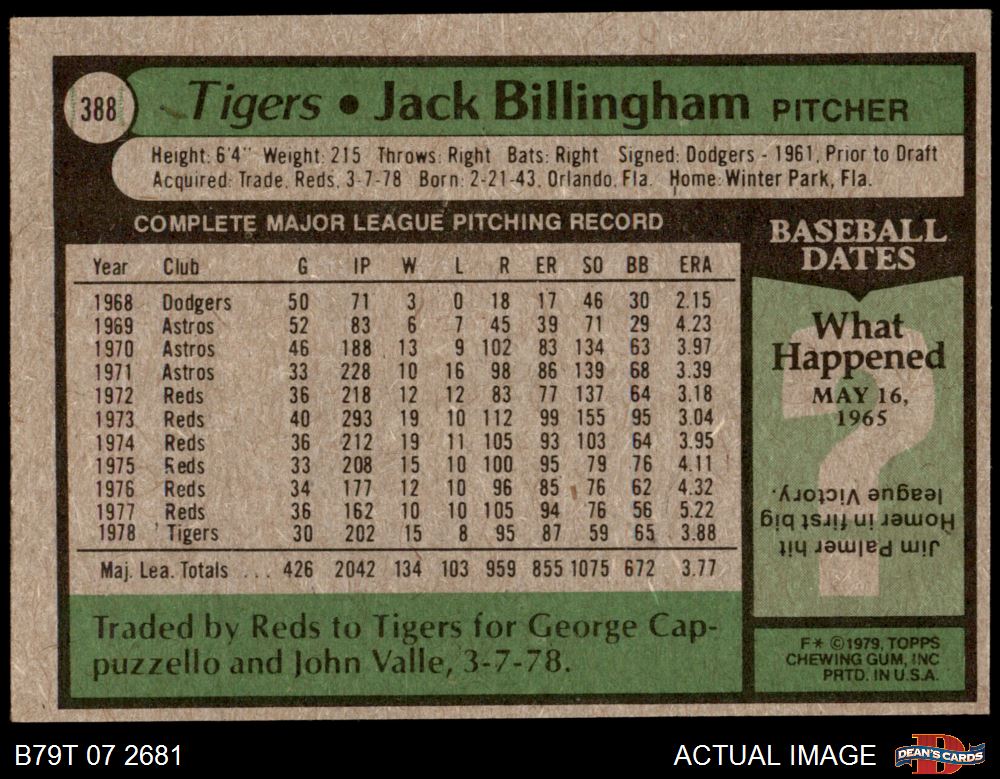 388
Tigers • Jack Billingham PITCHER
Height: 6'4" Weight: 215 Throws: Right Bats: Right Signed: Dodgers - 1961, Prior to Draft
Acquired: Trade, Reds, 3-7-78 Born: 2-21-43, Orlando, Fla. Home: Winter Park, Fla.
COMPLETE MAJOR LEAGUE PITCHING RECORD
Year Club G IP W L R ER SO BB ERA
1968 Dodgers 50 71 3 0 18 17 46 30 2.15
1969 Astros 52 83 6 7 45 39 71 29 4.23
1970 Astros 46 188 13 9 102 83 134 63 3.97
1971 Astros 33 228 10 16 98 86 139 68 3.39
1972 Reds 36 218 12 12 83 77 137 64 3.18
1973 Reds 40 293 19 10 112 99 155 95 3.04
1974 Reds 36 212 19 11 105 93 103 64 3.95
1975 Reds 33 208 15 10 100 95 79 76 4.11
1976 Reds 34 177 12 10 96 85 76 62 4.32
1977 Reds 36 162 10 10 105 94 76 56 5.22
1978 Tigers 30 202 15 8 95 87 59 65 3.88
Maj. Lea. Totals ... 426 2042 134 103 959 855 1075 672 3.77
Traded by Reds to Tigers for George Cap-
puzzello and John Valle, 3-7-78.
BASEBALL
DATES
What
Happened
MAY 16,
1965
?
Jim Palmer hit
Homer in first big
league Victory.
F* ©1979, TOPPS
CHEWING GUM, INC
PRTD. IN U.S.A.
B79T 07 2681
ACTUAL IMAGE
D
DEAN'S CARDS